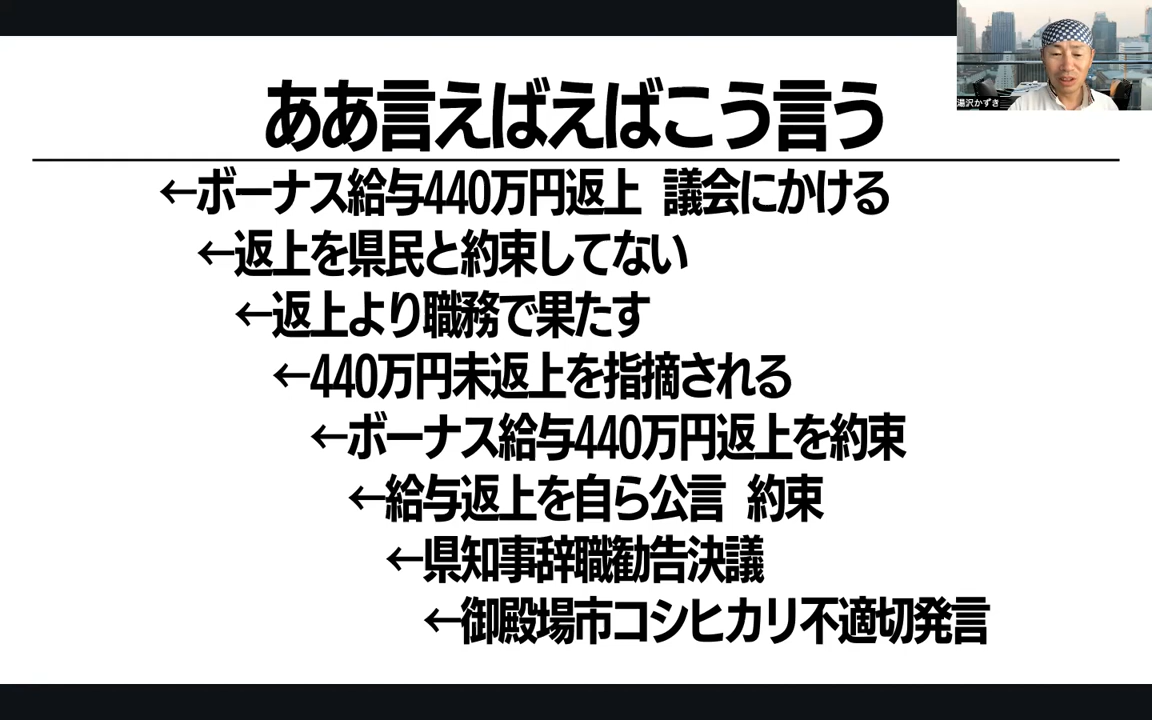 ああ言えばえばこう言う
湯沢かずき
←ボーナス給与440万円返上 議会にかける
←返上を県民と約束してない
←返上より職務で果たす
←440万円未返上を指摘される
←ボーナス給与440万円返上を約束
←給与返上を自ら公言 約束
←県知事辞職勧告決議
←御殿場市コシヒカリ不適切発言